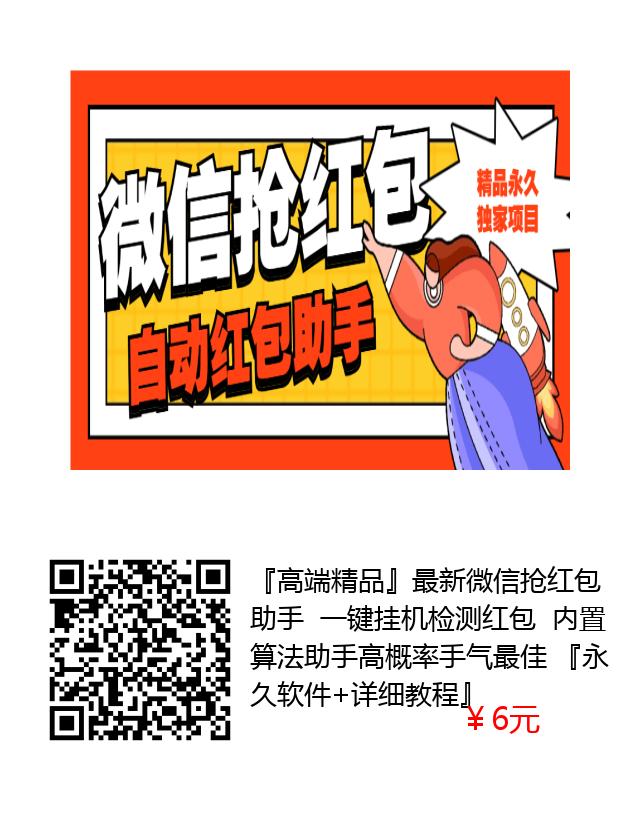 微信抢红包
自动红包助手
精品永久
独家项目
『高端精品』最新微信抢红包
助手 一键挂机检测红包 内置
算法助手高概率手气最佳 『永
久软件+详细教程』
￥6元